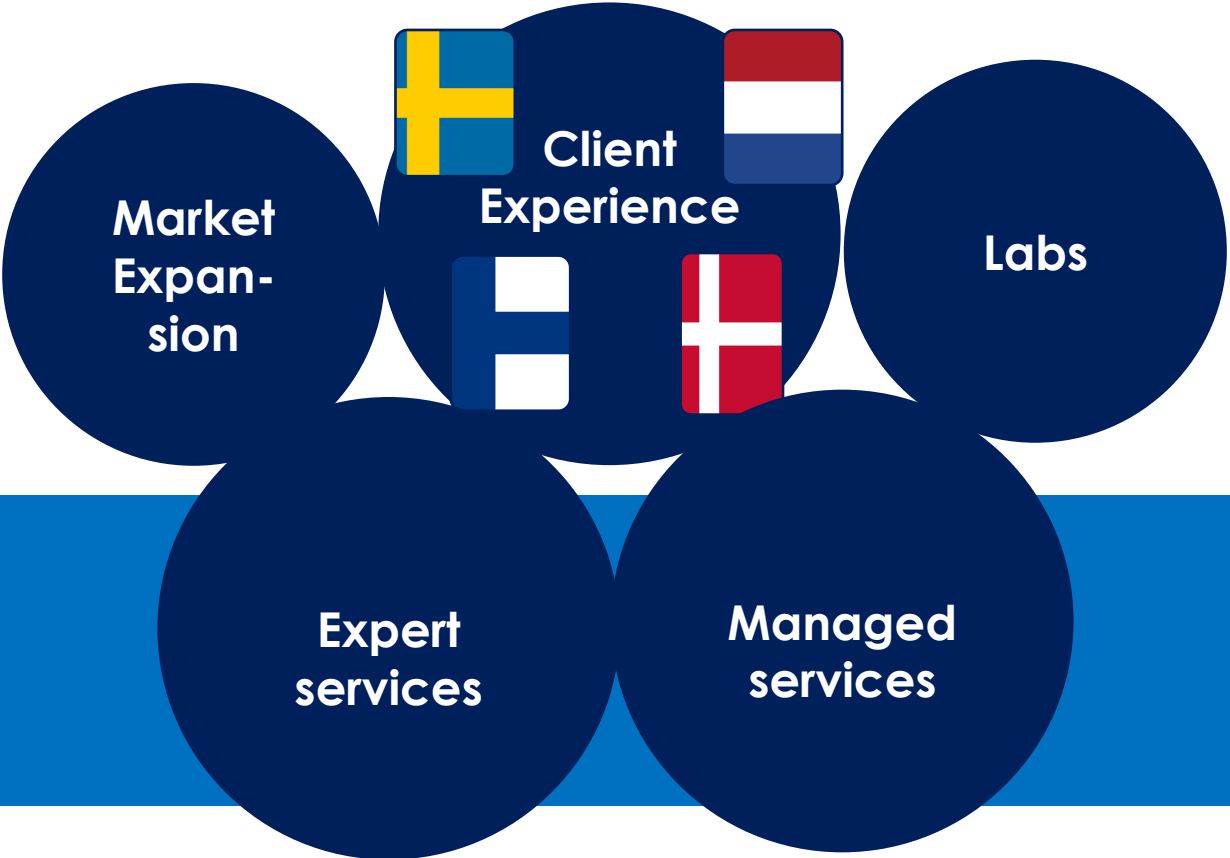 Market
Expan-
sion
Client
Experience
Labs
Expert
services
Managed
services